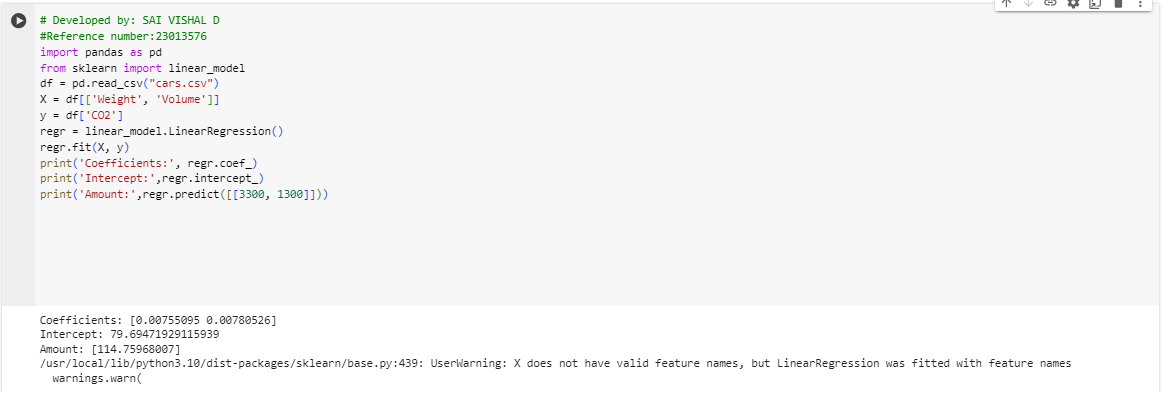 # Developed by: SAI VISHAL D
#Reference number:23013576
import pandas as pd
from sklearn import linear_model
df = pd.read_csv("cars.csv")
X = df[['Weight', 'Volume']]
y = df['CO2']
regr = linear_model.LinearRegression()
regr.fit(X, y)
print('Coefficients:', regr.coef_)
print('Intercept:',regr.intercept_)
print('Amount:',regr.predict([[3300, 1300]]))
Coefficients: [0.00755095 0.00780526]
Intercept: 79.69471929115939
Amount: [114.75968007]
/usr/local/lib/python3.10/dist-packages/sklearn/base.py:439: UserWarning: X does not have valid feature names, but LinearRegression was fitted with feature names
  warnings.warn(